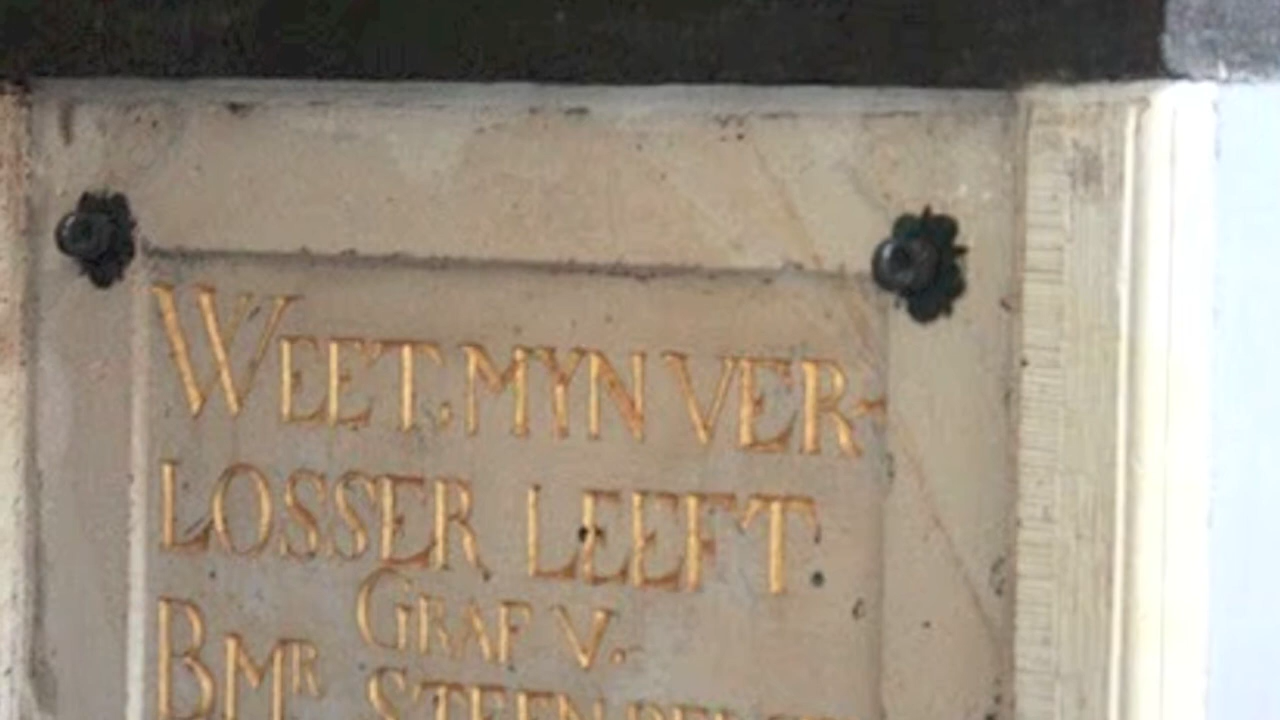 WEET, MYN VER-
LOSSER LEEFT.
GRAF V.
BMR